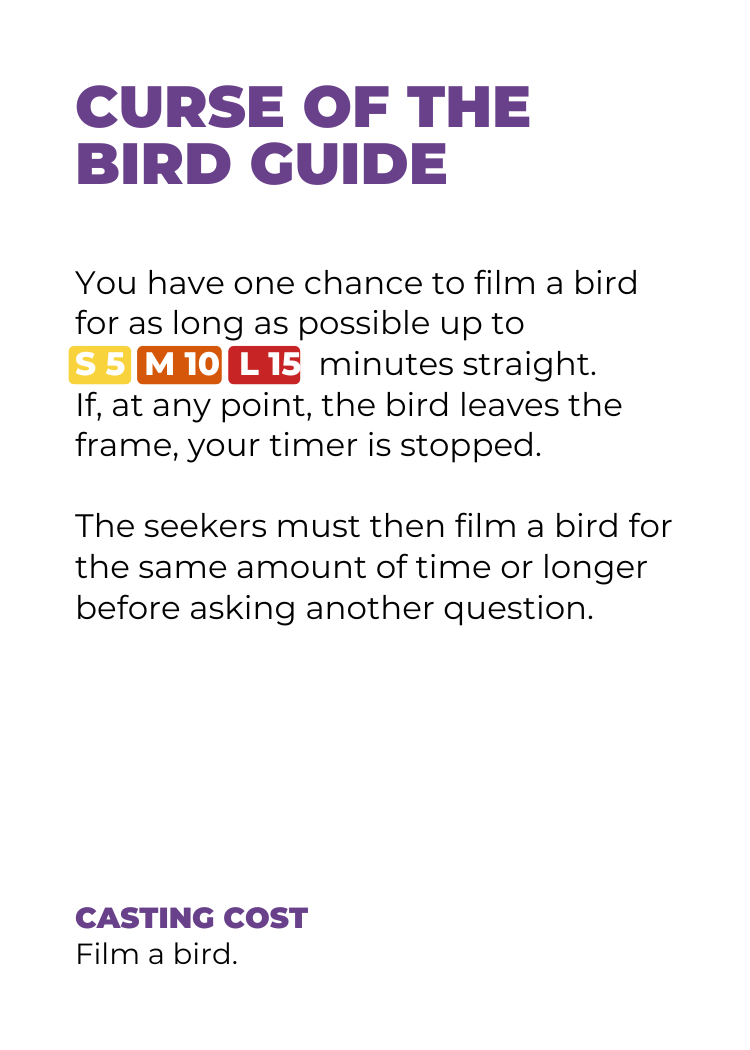 CURSE OF THE
BIRD GUIDE
You have one chance to film a bird
for as long as possible up to
S 5 M 10 L 15 minutes straight.
If, at any point, the bird leaves the
frame, your timer is stopped.
The seekers must then film a bird for
the same amount of time or longer
before asking another question.
CASTING COST
Film a bird.